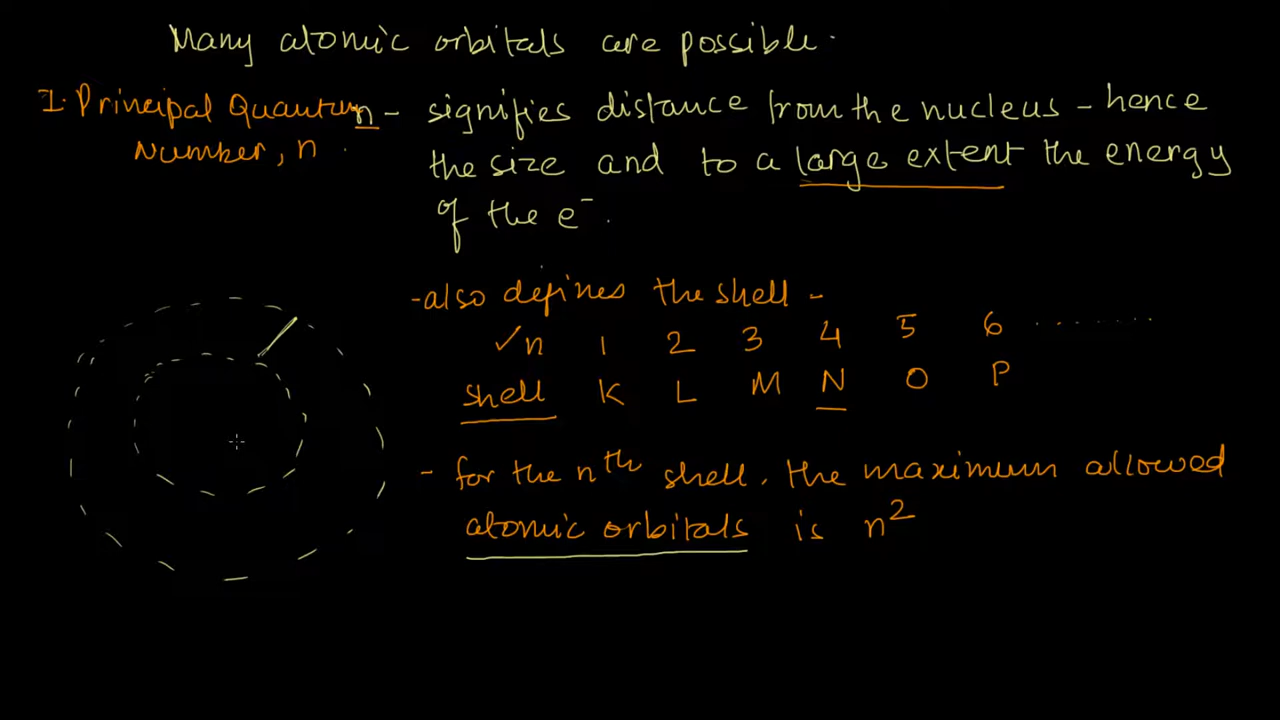 Many atomic orbitals are possible.
I. Principal Quantum
Number, n.
n - signifies distance from the nucleus - hence
the size and to a large extent the energy
of the e⁻.
- also defines the shell -
✓n 1 2 3 4 5 6 ........
shell K L M N O P
- for the nᵗʰ shell, the maximum allowed
atomic orbitals is n²